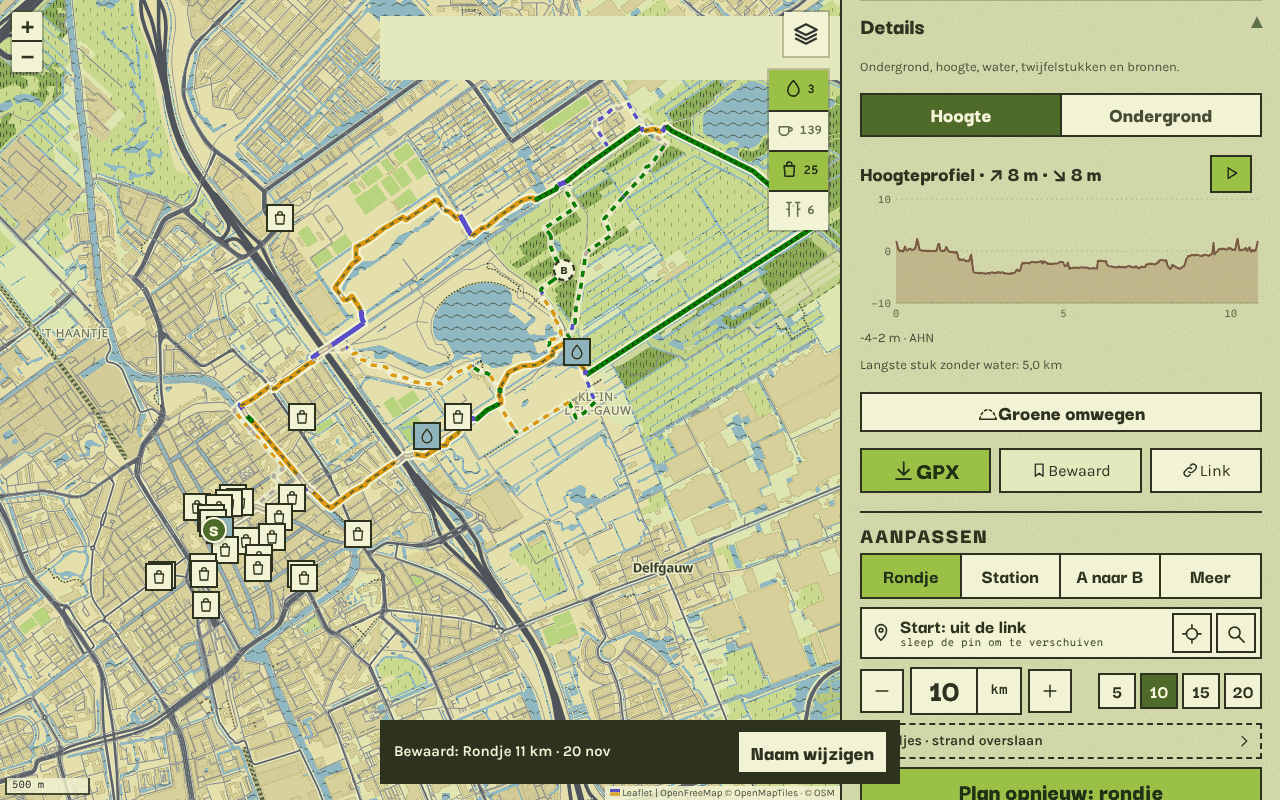 +
−
3
139
25
6
'T HAANTJE
B
S
Delfgauw
500 m
Bewaard: Rondje 11 km · 20 nov
Naam wijzigen
Leaflet | OpenFreeMap © OpenMapTiles · © OSM
Details
Ondergrond, hoogte, water, twijfelstukken en bronnen.
Hoogte
Ondergrond
Hoogteprofiel · ↗ 8 m · ↘ 8 m
10
0
−10
0 5 10
-4–2 m · AHN
Langste stuk zonder water: 5,0 km
Groene omwegen
GPX
Bewaard
Link
AANPASSEN
Rondje
Station
A naar B
Meer
Start: uit de link
sleep de pin om te verschuiven
−
10
km
+
5
10
15
20
· strand overslaan
Plan opnieuw: rondje